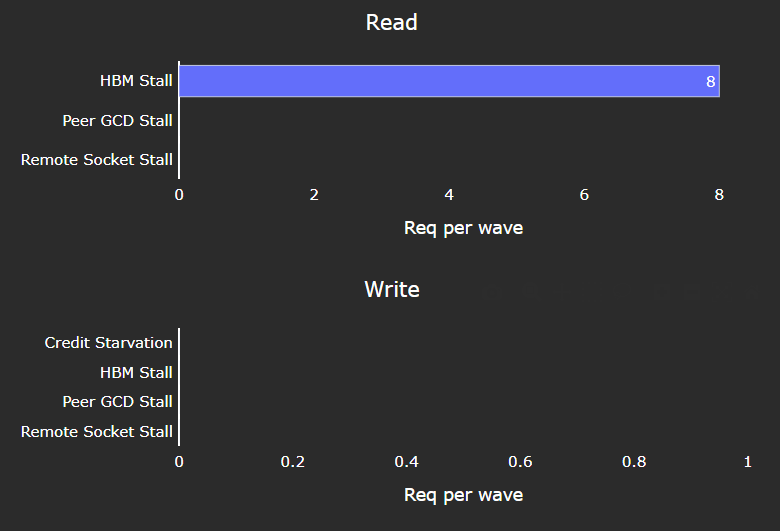 Read
HBM Stall
8
Peer GCD Stall
Remote Socket Stall
0 2 4 6 8
Req per wave
Write
Credit Starvation
HBM Stall
Peer GCD Stall
Remote Socket Stall
0 0.2 0.4 0.6 0.8 1
Req per wave